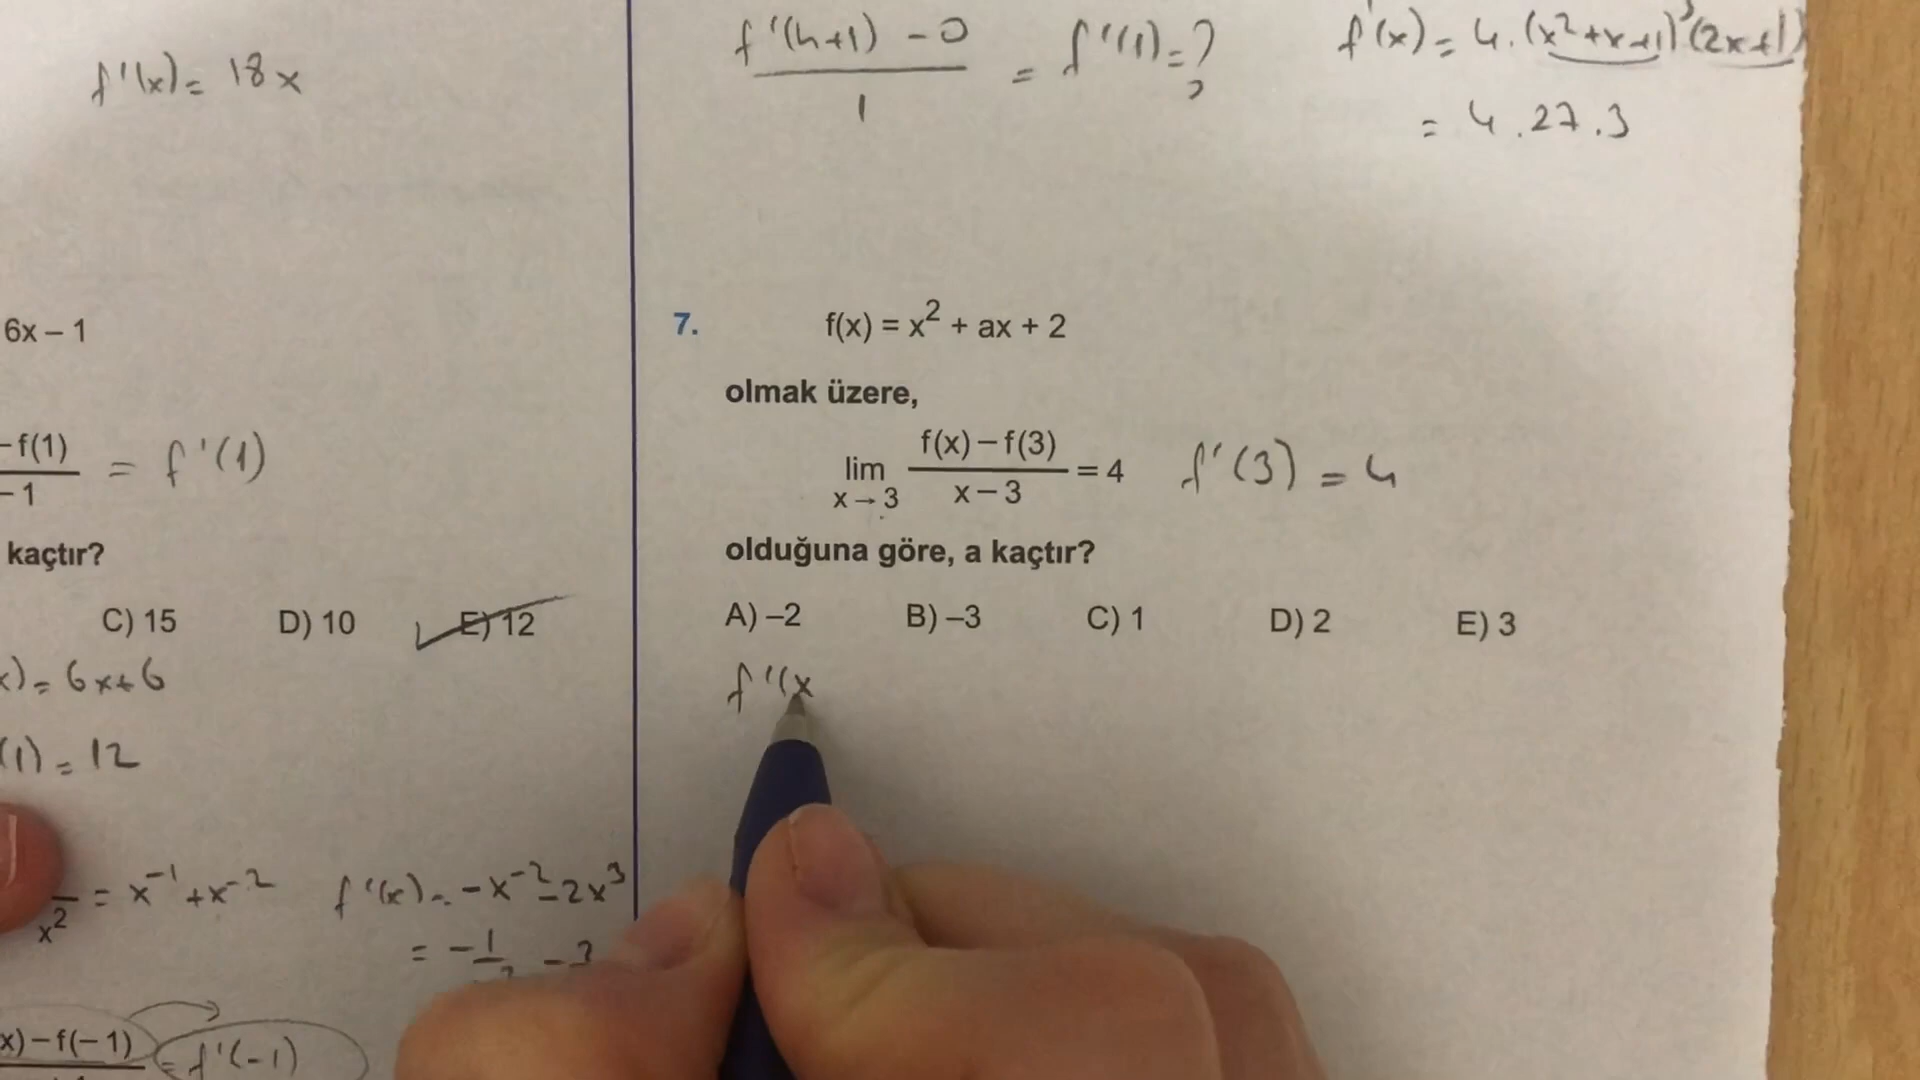 f'(x) = 18x
6x – 1
–f(1)
–1
= f'(1)
kaçtır?
C) 15 D) 10 E) 12
x) = 6x+6
(1) = 12
x² = x⁻¹ + x⁻² f'(x) = -x⁻² - 2x³
= -1
x) – f(–1) = f'(-1)
f'(h+1) - 0
1
= f'(1) = ?
f'(x) = 4.(x²+x+1)³(2x+1)
= 4.27.3
7. f(x) = x² + ax + 2
olmak üzere,
lim x→3 f(x) – f(3) / x – 3 = 4 f'(3) = 4
olduğuna göre, a kaçtır?
A) –2 B) –3 C) 1 D) 2 E) 3
f'(x